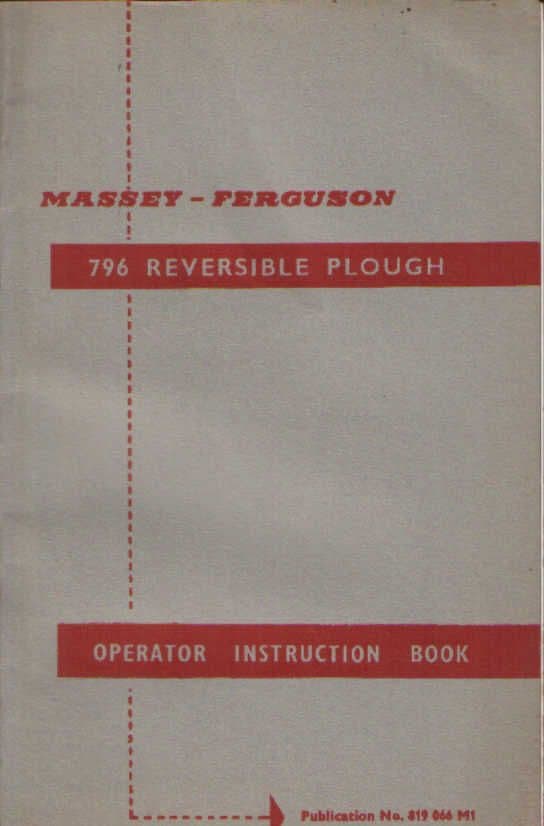 MASSEY-FERGUSON
796 REVERSIBLE PLOUGH
OPERATOR INSTRUCTION BOOK
Publication No. 819 066 M1